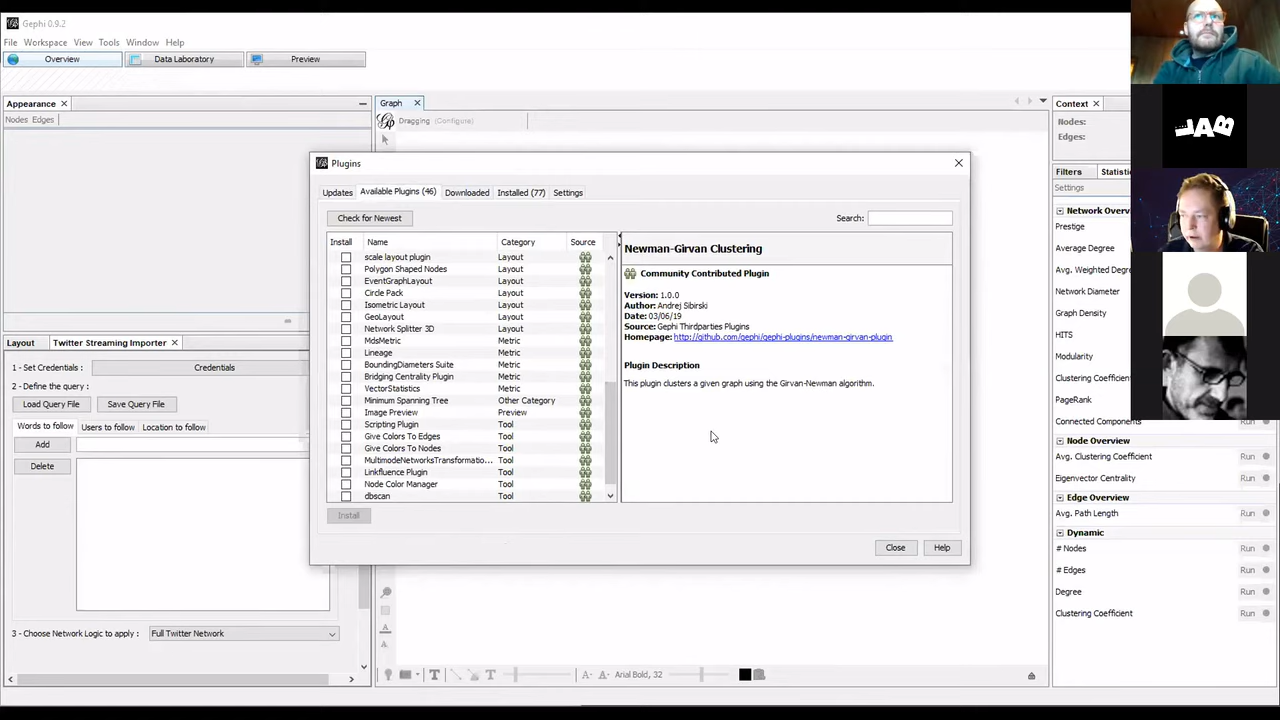 Gephi 0.9.2
File Workspace View Tools Window Help
Overview Data Laboratory Preview
Appearance
Nodes Edges
Graph
Dragging (Configure)
Context
Nodes:
Edges:
Filters Statis
Settings
Network Overv
Prestige
Average Degree
Avg. Weighted Degre
Network Diameter
Graph Density
HITS
Modularity
Clustering Coefficien
PageRank
Connected Components
Node Overview
Avg. Clustering Coefficient Run
Eigenvector Centrality Run
Edge Overview
Avg. Path Length Run
Dynamic
# Nodes Run
# Edges Run
Degree Run
Clustering Coefficient Run
Plugins
Updates Available Plugins (46) Downloaded Installed (77) Settings
Check for Newest Search:
Install Name Category Source
scale layout plugin Layout
Polygon Shaped Nodes Layout
EventGraphLayout Layout
Circle Pack Layout
Isometric Layout Layout
GeoLayout Layout
Network Splitter 3D Layout
MdsMetric Metric
Lineage Metric
BoundingDiameters Suite Metric
Bridging Centrality Plugin Metric
VectorStatistics Metric
Minimum Spanning Tree Other Category
Image Preview Preview
Scripting Plugin Tool
Give Colors To Edges Tool
Give Colors To Nodes Tool
MultimodeNetworksTransformatio... Tool
Linkfluence Plugin Tool
Node Color Manager Tool
dbscan Tool
Install
Newman-Girvan Clustering
Community Contributed Plugin
Version: 1.0.0
Author: Andrej Sibirski
Date: 03/06/19
Source: Gephi Thirdparties Plugins
Homepage: http://github.com/gephi/gephi-plugins/newman-girvan-plugin
Plugin Description
This plugin clusters a given graph using the Girvan-Newman algorithm.
Close Help
Layout Twitter Streaming Importer
1 - Set Credentials : Credentials
2 - Define the query :
Load Query File Save Query File
Words to follow Users to follow Location to follow
Add
Delete
3 - Choose Network Logic to apply : Full Twitter Network
Arial Bold, 32
JAB